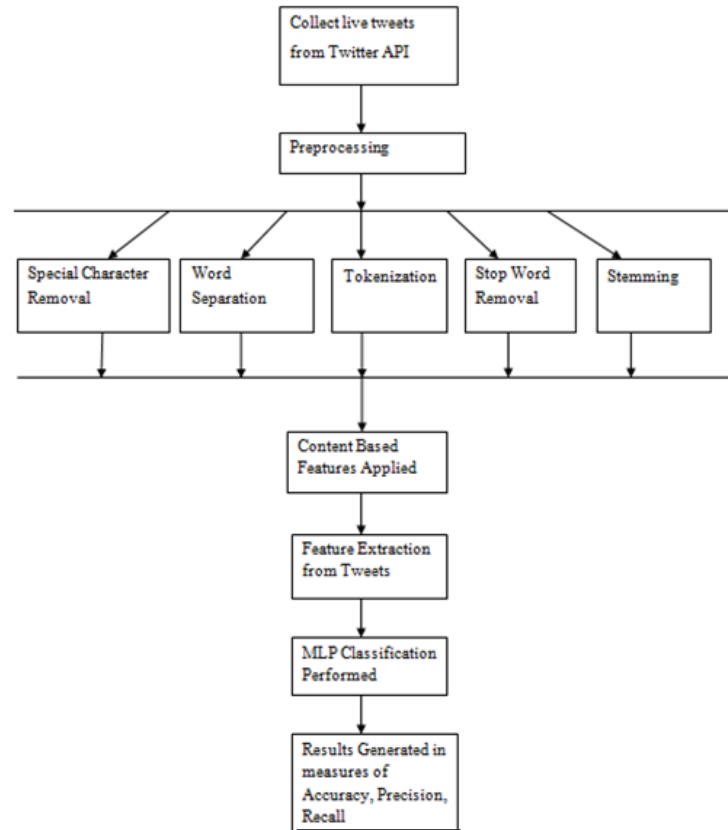 Collect live tweets
from Twitter API
Preprocessing
Special Character
Removal
Word
Separation
Tokenization
Stop Word
Removal
Stemming
Content Based
Features Applied
Feature Extraction
from Tweets
MLP Classification
Performed
Results Generated in
measures of
Accuracy, Precision,
Recall